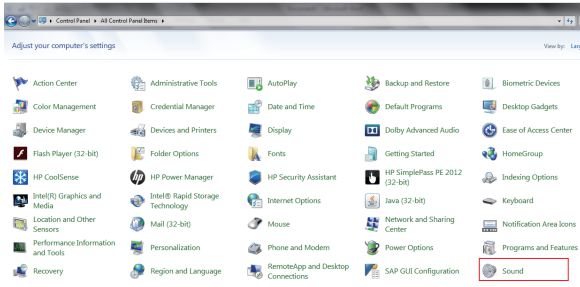 Control Panel ▸ All Control Panel Items ▸
Adjust your computer's settings
View by: Larg
Action Center
Administrative Tools
AutoPlay
Backup and Restore
Biometric Devices
Color Management
Credential Manager
Date and Time
Default Programs
Desktop Gadgets
Device Manager
Devices and Printers
Display
Dolby Advanced Audio
Ease of Access Center
Flash Player (32-bit)
Folder Options
Fonts
Getting Started
HomeGroup
HP CoolSense
HP Power Manager
HP Security Assistant
HP SimplePass PE 2012
(32-bit)
Indexing Options
Intel(R) Graphics and
Media
Intel® Rapid Storage
Technology
Internet Options
Java (32-bit)
Keyboard
Location and Other
Sensors
Mail (32-bit)
Mouse
Network and Sharing
Center
Notification Area Icons
Performance Information
and Tools
Personalization
Phone and Modem
Power Options
Programs and Features
Recovery
Region and Language
RemoteApp and Desktop
Connections
SAP GUI Configuration
Sound